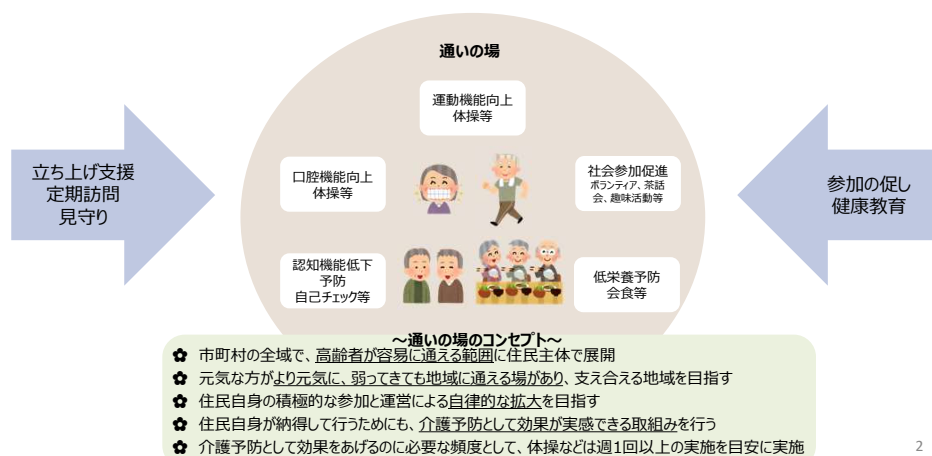 通いの場
運動機能向上
体操等
立ち上げ支援
定期訪問
見守り
口腔機能向上
体操等
社会参加促進
ボランティア、茶話
会、趣味活動等
参加の促し
健康教育
認知機能低下
予防
自己チェック等
低栄養予防
会食等
～通いの場のコンセプト～
✿ 市町村の全域で、高齢者が容易に通える範囲に住民主体で展開
✿ 元気な方がより元気に、弱ってきても地域に通える場があり、支え合える地域を目指す
✿ 住民自身の積極的な参加と運営による自律的な拡大を目指す
✿ 住民自身が納得して行うためにも、介護予防として効果が実感できる取組みを行う
✿ 介護予防として効果をあげるのに必要な頻度として、体操などは週1回以上の実施を目安に実施
2